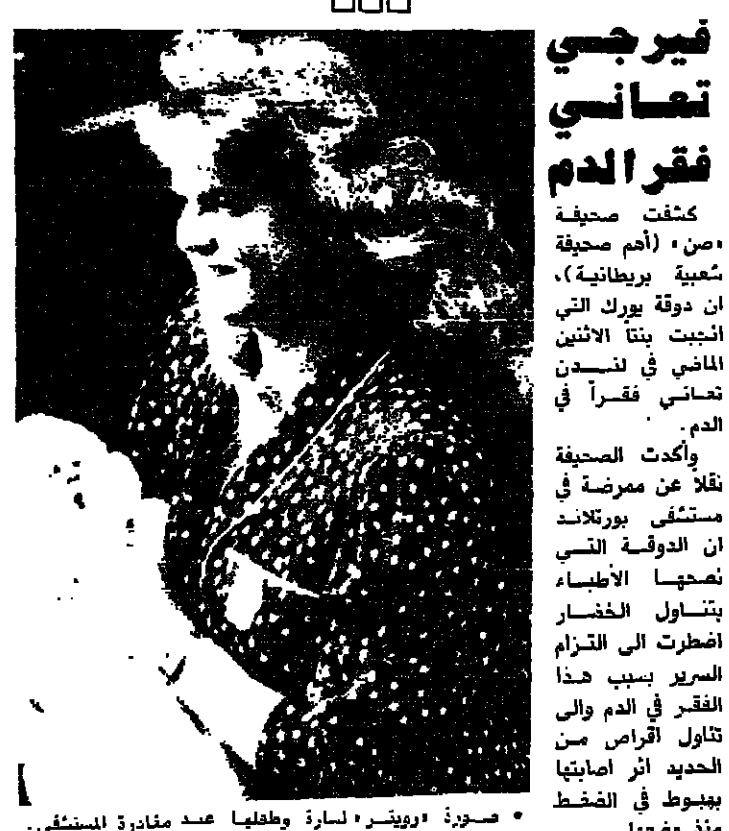 فيرجي
تعاني
فقر الدم
كشفت صحيفة
«صن» (أهم صحيفة
شعبية بريطانية)،
ان دوقة يورك التي
انجبت بنتاً الاثنين
الماضي في لندن
تعاني فقراً في
الدم.
وأكدت الصحيفة
نقلا عن ممرضة في
مستشفى بورتلاند
ان الدوقة التي
نصحها الأطباء
بتناول الخضار
اضطرت الى التزام
السرير بسبب هذا
الفقر في الدم والى
تناول اقراص من
الحديد اثر اصابتها
بهبوط في الضغط
منذ
• صورة «رويتر» لسارة وطفليا عند مغادرة المستشفى.